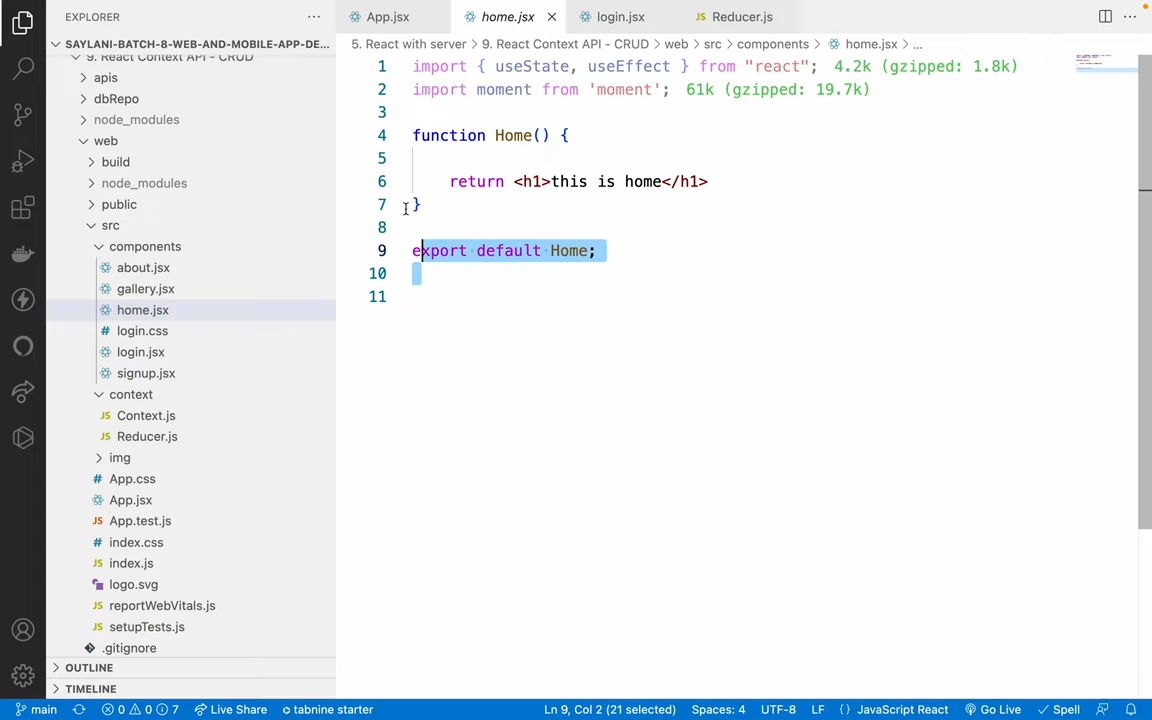 EXPLORER
App.jsx
home.jsx
login.jsx
Reducer.js
SAYLANI-BATCH-8-WEB-AND-MOBILE-APP-DE...
9. React Context API - CRUD
apis
dbRepo
node_modules
web
build
node_modules
public
src
components
about.jsx
gallery.jsx
home.jsx
login.css
login.jsx
signup.jsx
context
Context.js
Reducer.js
img
App.css
App.jsx
App.test.js
index.css
index.js
logo.svg
reportWebVitals.js
setupTests.js
.gitignore
OUTLINE
TIMELINE
5. React with server > 9. React Context API - CRUD > web > src > components > home.jsx > ...
1 import { useState, useEffect } from "react"; 4.2k (gzipped: 1.8k)
2 import moment from 'moment'; 61k (gzipped: 19.7k)
3
4 function Home() {
5
6 return <h1>this is home</h1>
7 }
8
9 export default Home;
10
11
main 0 0 7 Live Share tabnine starter Ln 9, Col 2 (21 selected) Spaces: 4 UTF-8 LF {} JavaScript React Go Live Spell